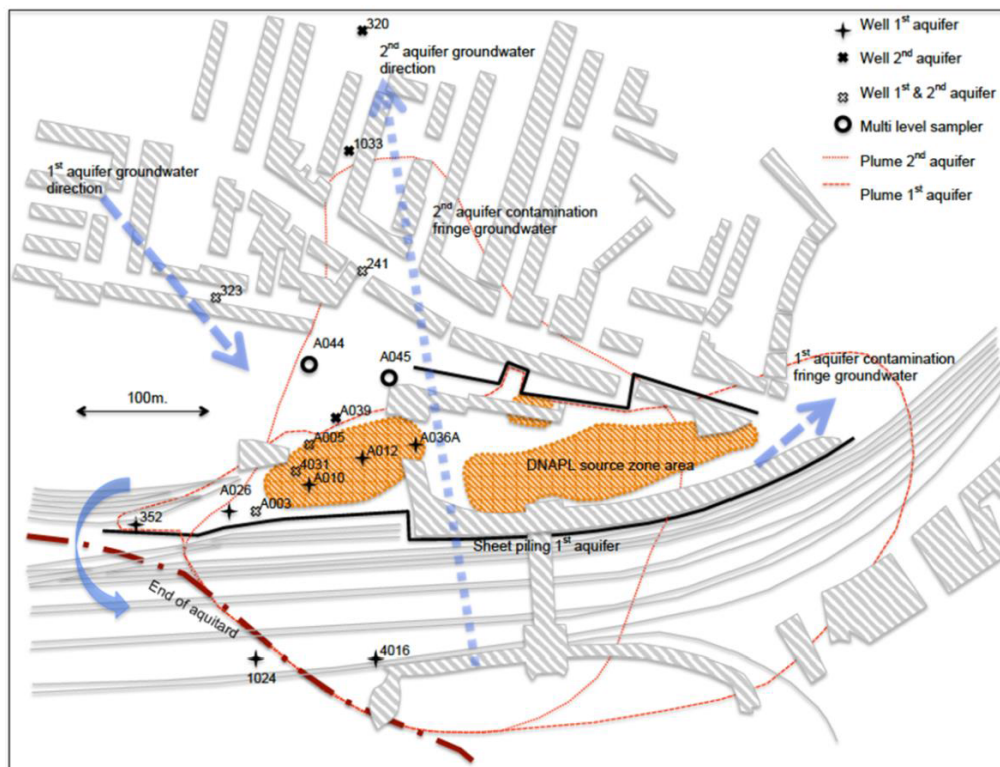 320
2nd aquifer groundwater
direction
1033
1st aquifer groundwater
direction
2nd aquifer contamination
fringe groundwater
241
323
A044
A045
1st aquifer contamination
fringe groundwater
100m.
A039
A005
A036A
A012
4031
A010
DNAPL source zone area
A026
A003
352
Sheet piling 1st aquifer
End of aquitard
4016
1024
Well 1st aquifer
Well 2nd aquifer
Well 1st & 2nd aquifer
Multi level sampler
Plume 2nd aquifer
Plume 1st aquifer